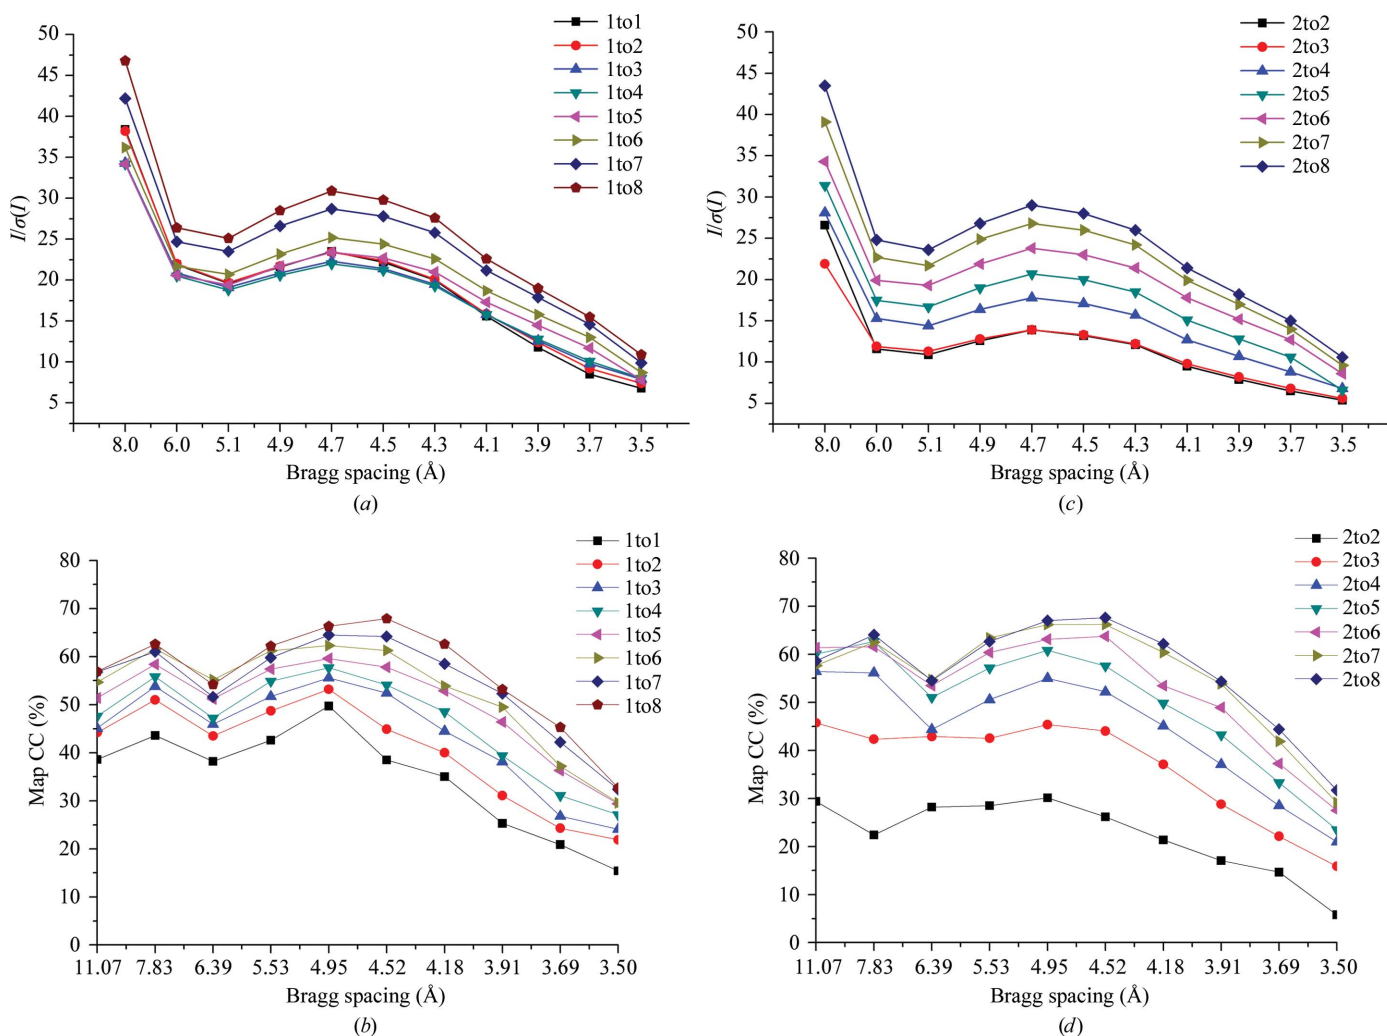 50
45
40
35
30
25
20
15
10
5
I/σ(I)
8.0 6.0 5.1 4.9 4.7 4.5 4.3 4.1 3.9 3.7 3.5
Bragg spacing (Å)
(a)
1to1
1to2
1to3
1to4
1to5
1to6
1to7
1to8
50
45
40
35
30
25
20
15
10
5
I/σ(I)
8.0 6.0 5.1 4.9 4.7 4.5 4.3 4.1 3.9 3.7 3.5
Bragg spacing (Å)
(c)
2to2
2to3
2to4
2to5
2to6
2to7
2to8
80
70
60
50
40
30
20
10
0
Map CC (%)
11.07 7.83 6.39 5.53 4.95 4.52 4.18 3.91 3.69 3.50
Bragg spacing (Å)
(b)
1to1
1to2
1to3
1to4
1to5
1to6
1to7
1to8
80
70
60
50
40
30
20
10
0
Map CC (%)
11.07 7.83 6.39 5.53 4.95 4.52 4.18 3.91 3.69 3.50
Bragg spacing (Å)
(d)
2to2
2to3
2to4
2to5
2to6
2to7
2to8